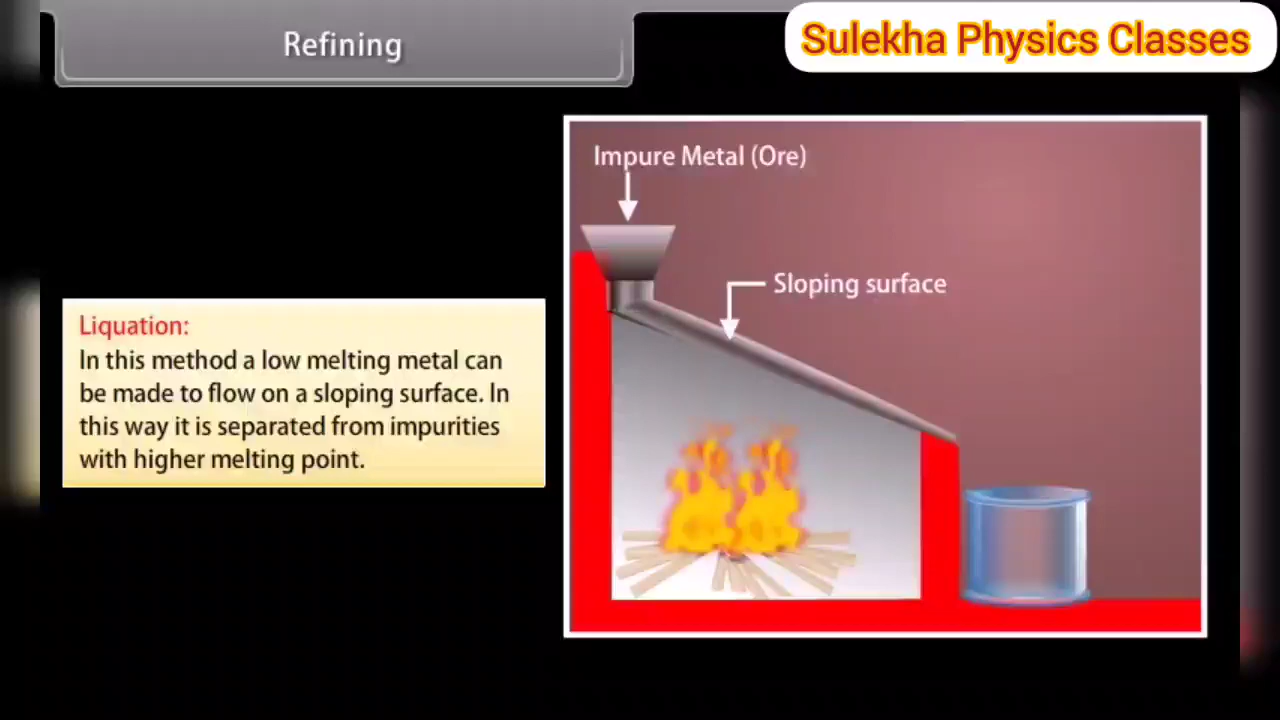 Refining
Sulekha Physics Classes
Impure Metal (Ore)
Sloping surface
Liquation:
In this method a low melting metal can
be made to flow on a sloping surface. In
this way it is separated from impurities
with higher melting point.